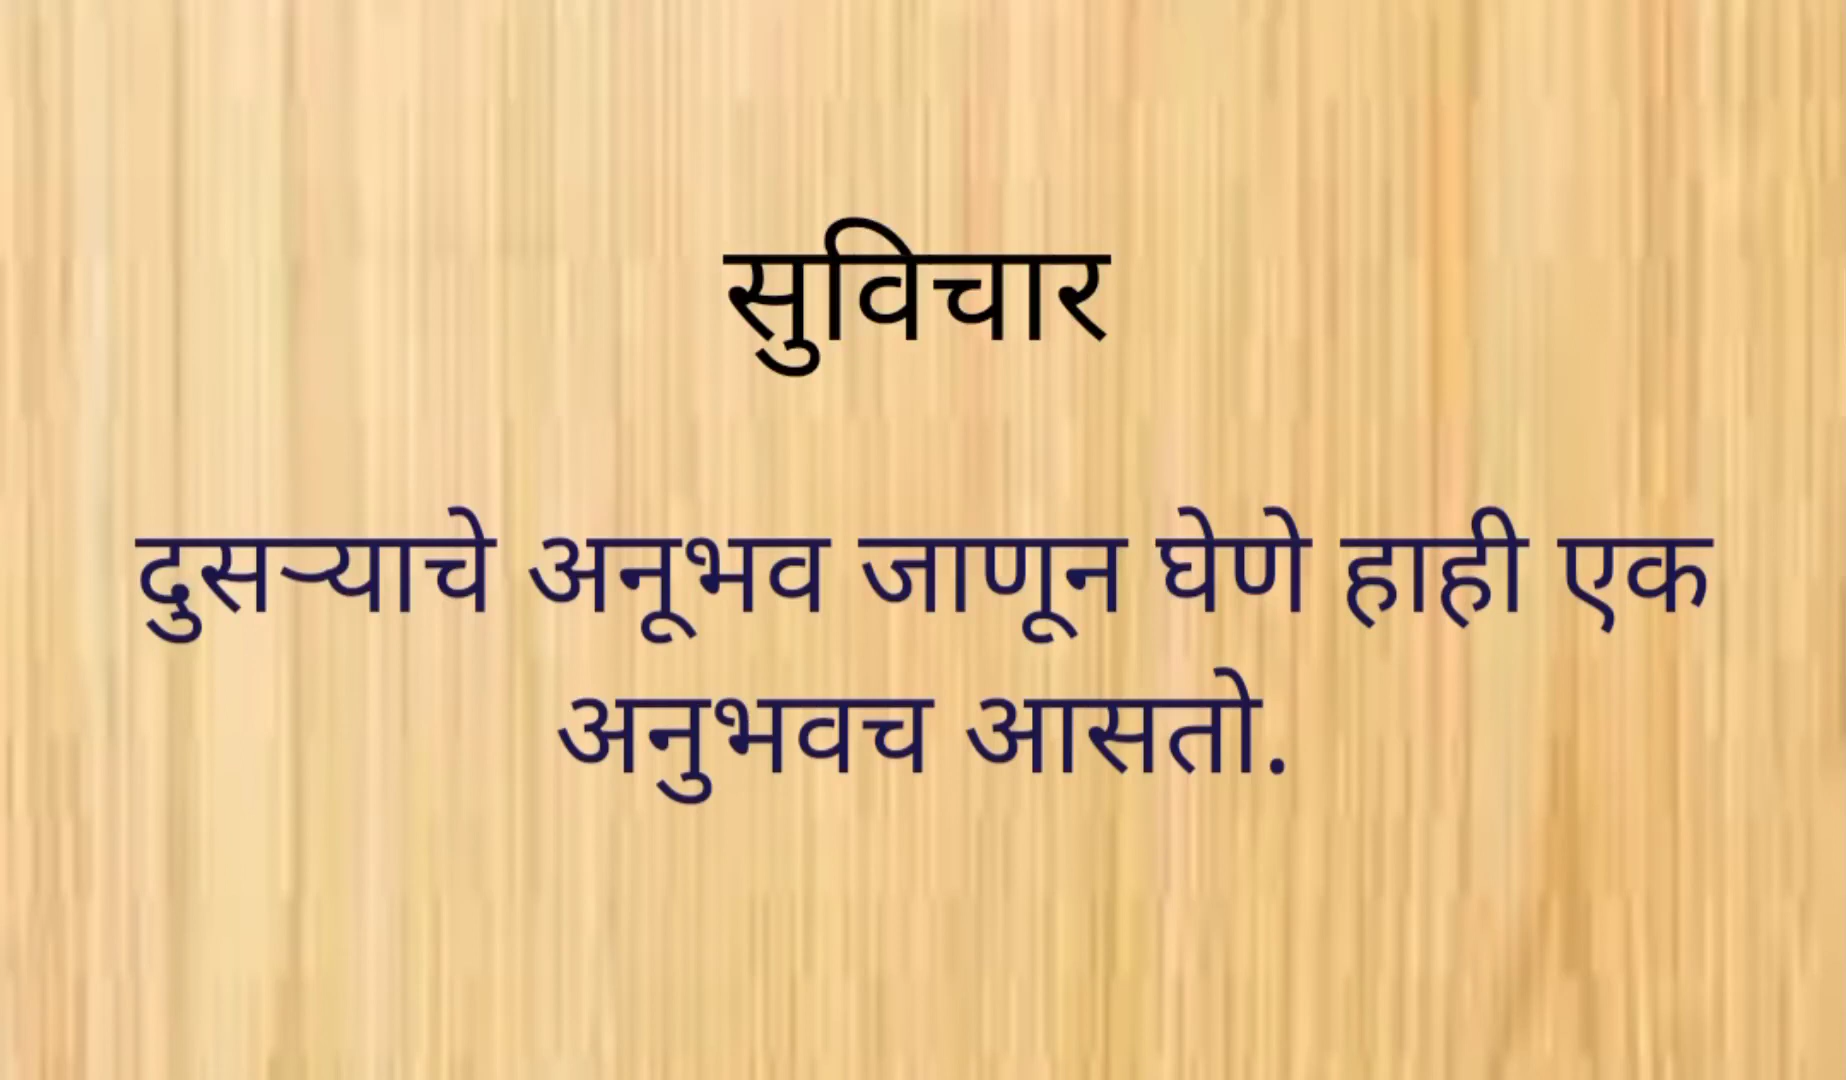 सुविचार
दुसऱ्याचे अनूभव जाणून घेणे हाही एक
अनुभवच आसतो.